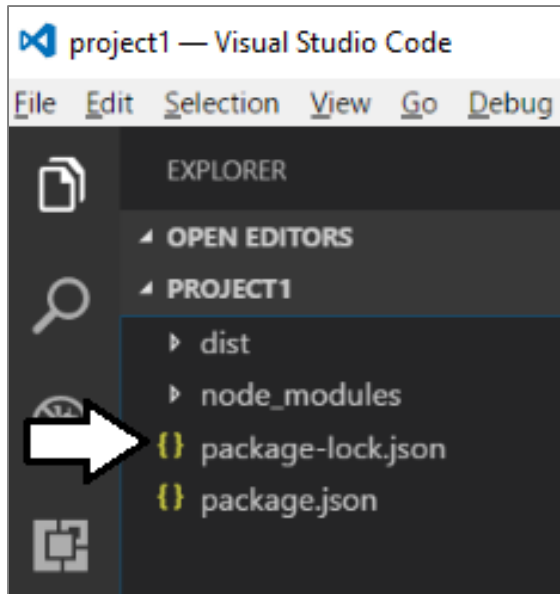 project1 — Visual Studio Code
File Edit Selection View Go Debug
EXPLORER
OPEN EDITORS
PROJECT1
dist
node_modules
{} package-lock.json
{} package.json